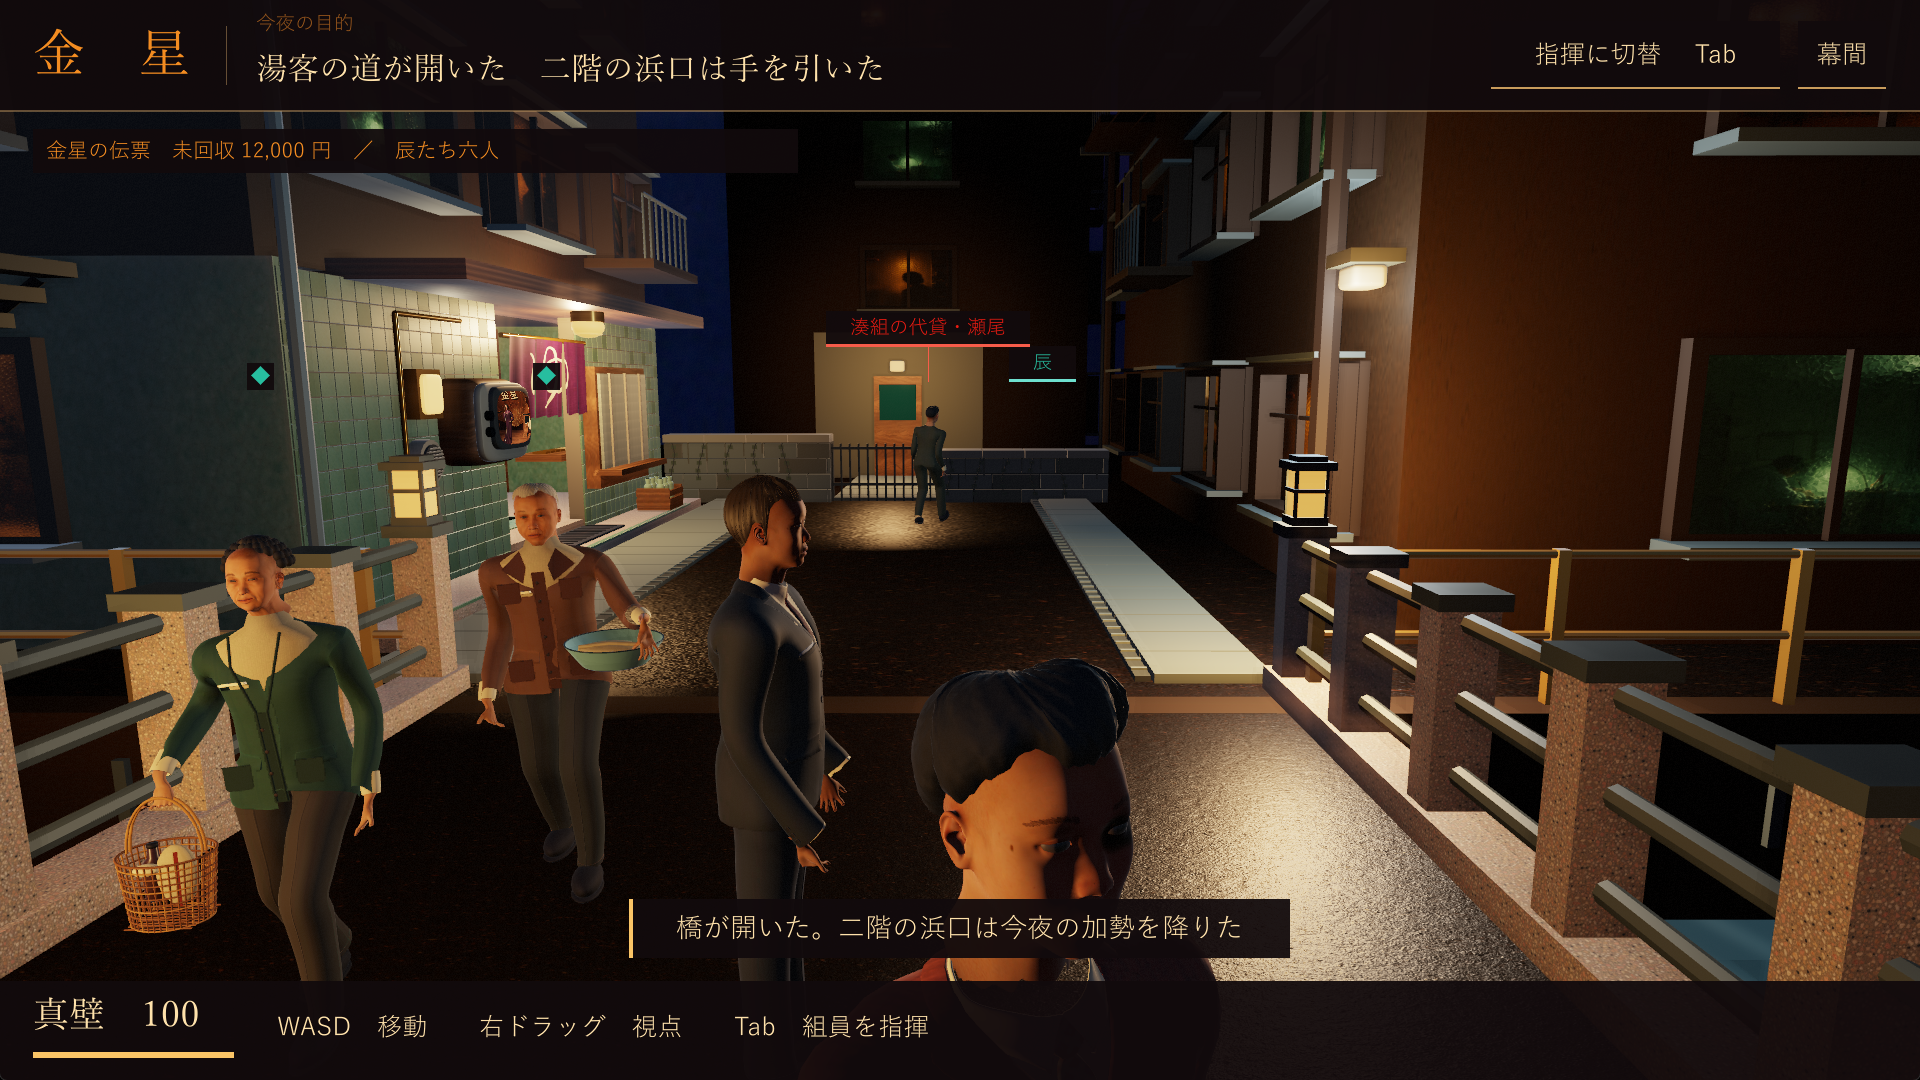 金星
今夜の目的
湯客の道が開いた　二階の浜口は手を引いた
指揮に切替　Tab
幕間
金星の伝票　未回収 12,000 円　／　辰たち六人
湊組の代貸・瀬尾
辰
金星
ゆ
橋が開いた。二階の浜口は今夜の加勢を降りた
真壁　100
WASD　移動　　右ドラッグ　視点　　Tab　組員を指揮